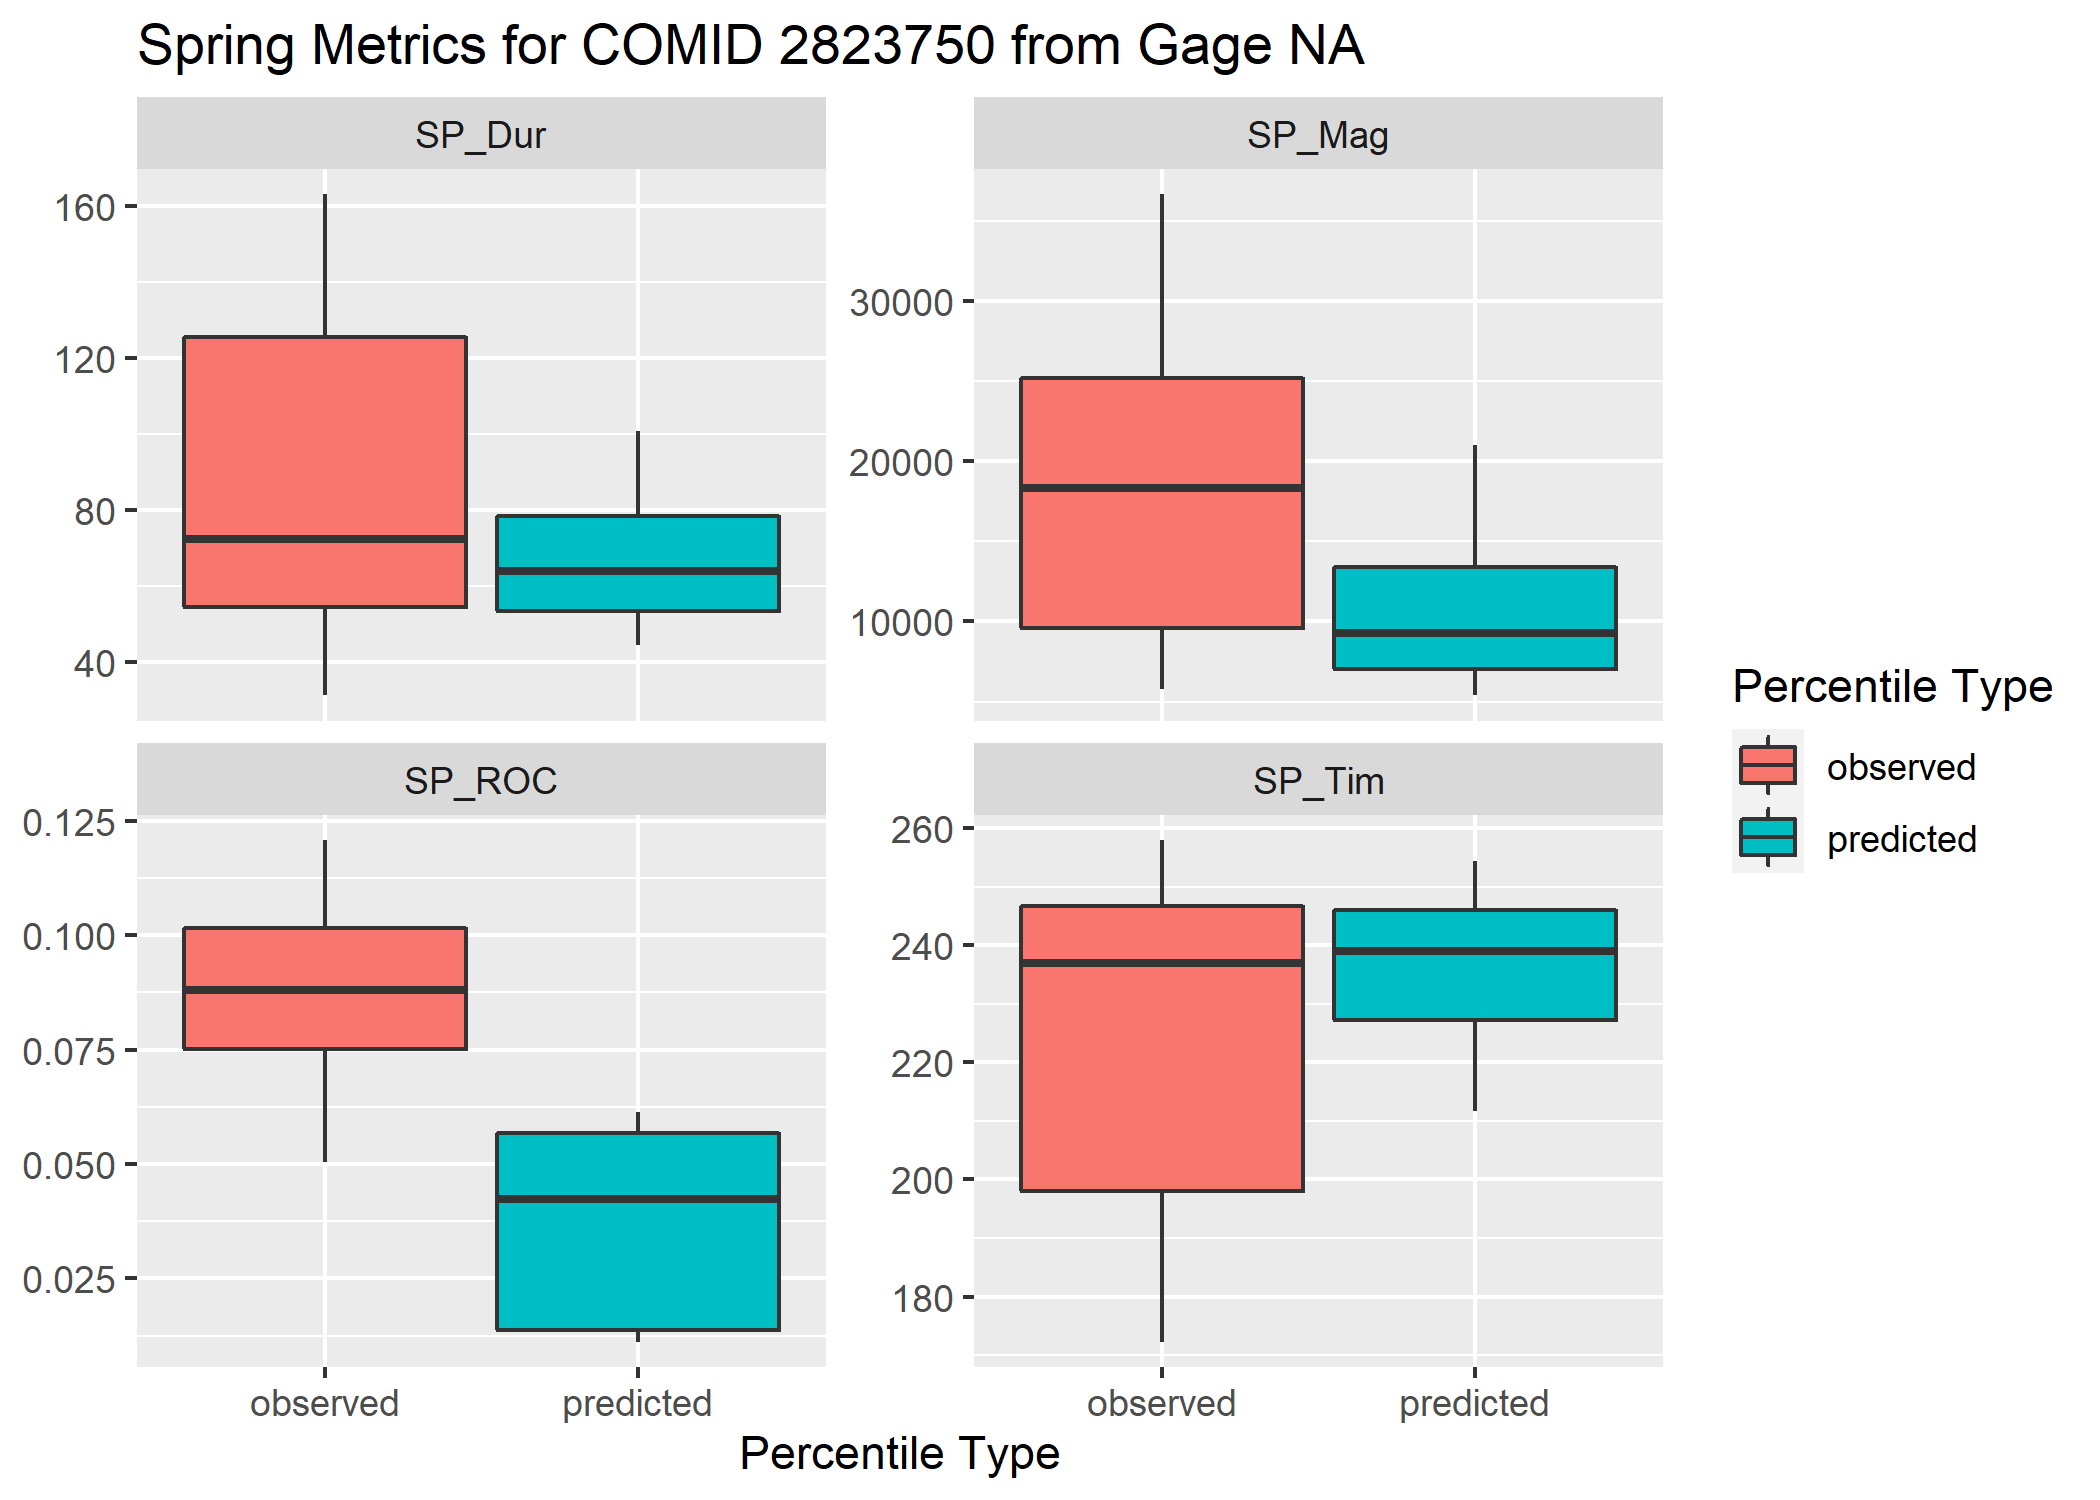 Spring Metrics for COMID 2823750 from Gage NA
SP_Dur
160
120
80
40
SP_Mag
30000
20000
10000
SP_ROC
0.125
0.100
0.075
0.050
0.025
observed
predicted
SP_Tim
260
240
220
200
180
observed
predicted
Percentile Type
Percentile Type
observed
predicted